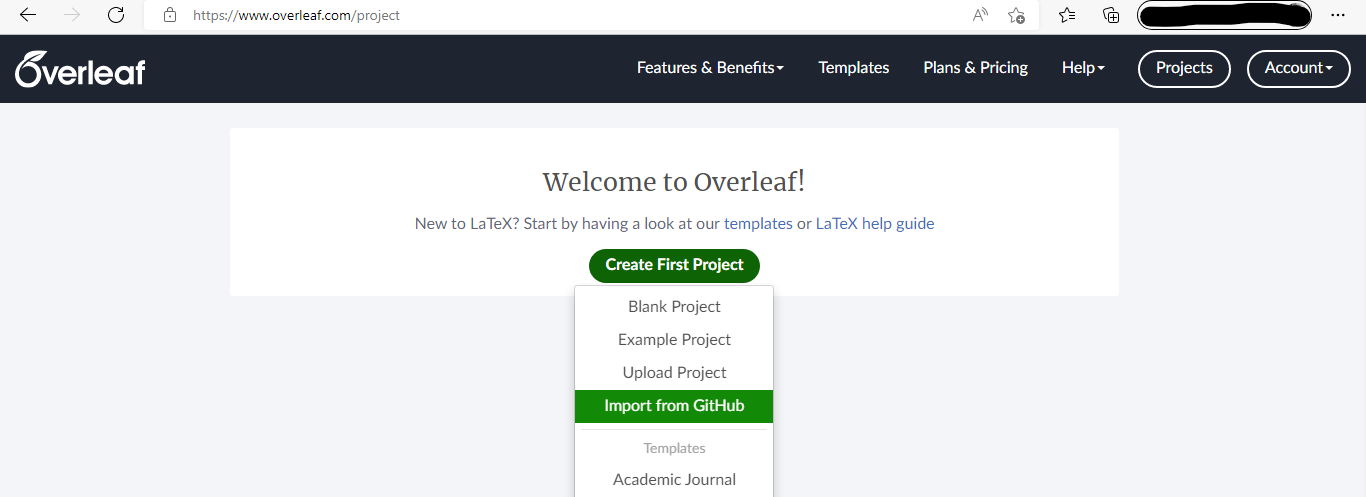 https://www.overleaf.com/project
Overleaf
Features & Benefits
Templates
Plans & Pricing
Help
Projects
Account
Welcome to Overleaf!
New to LaTeX? Start by having a look at our templates or LaTeX help guide
Create First Project
Blank Project
Example Project
Upload Project
Import from GitHub
Templates
Academic Journal